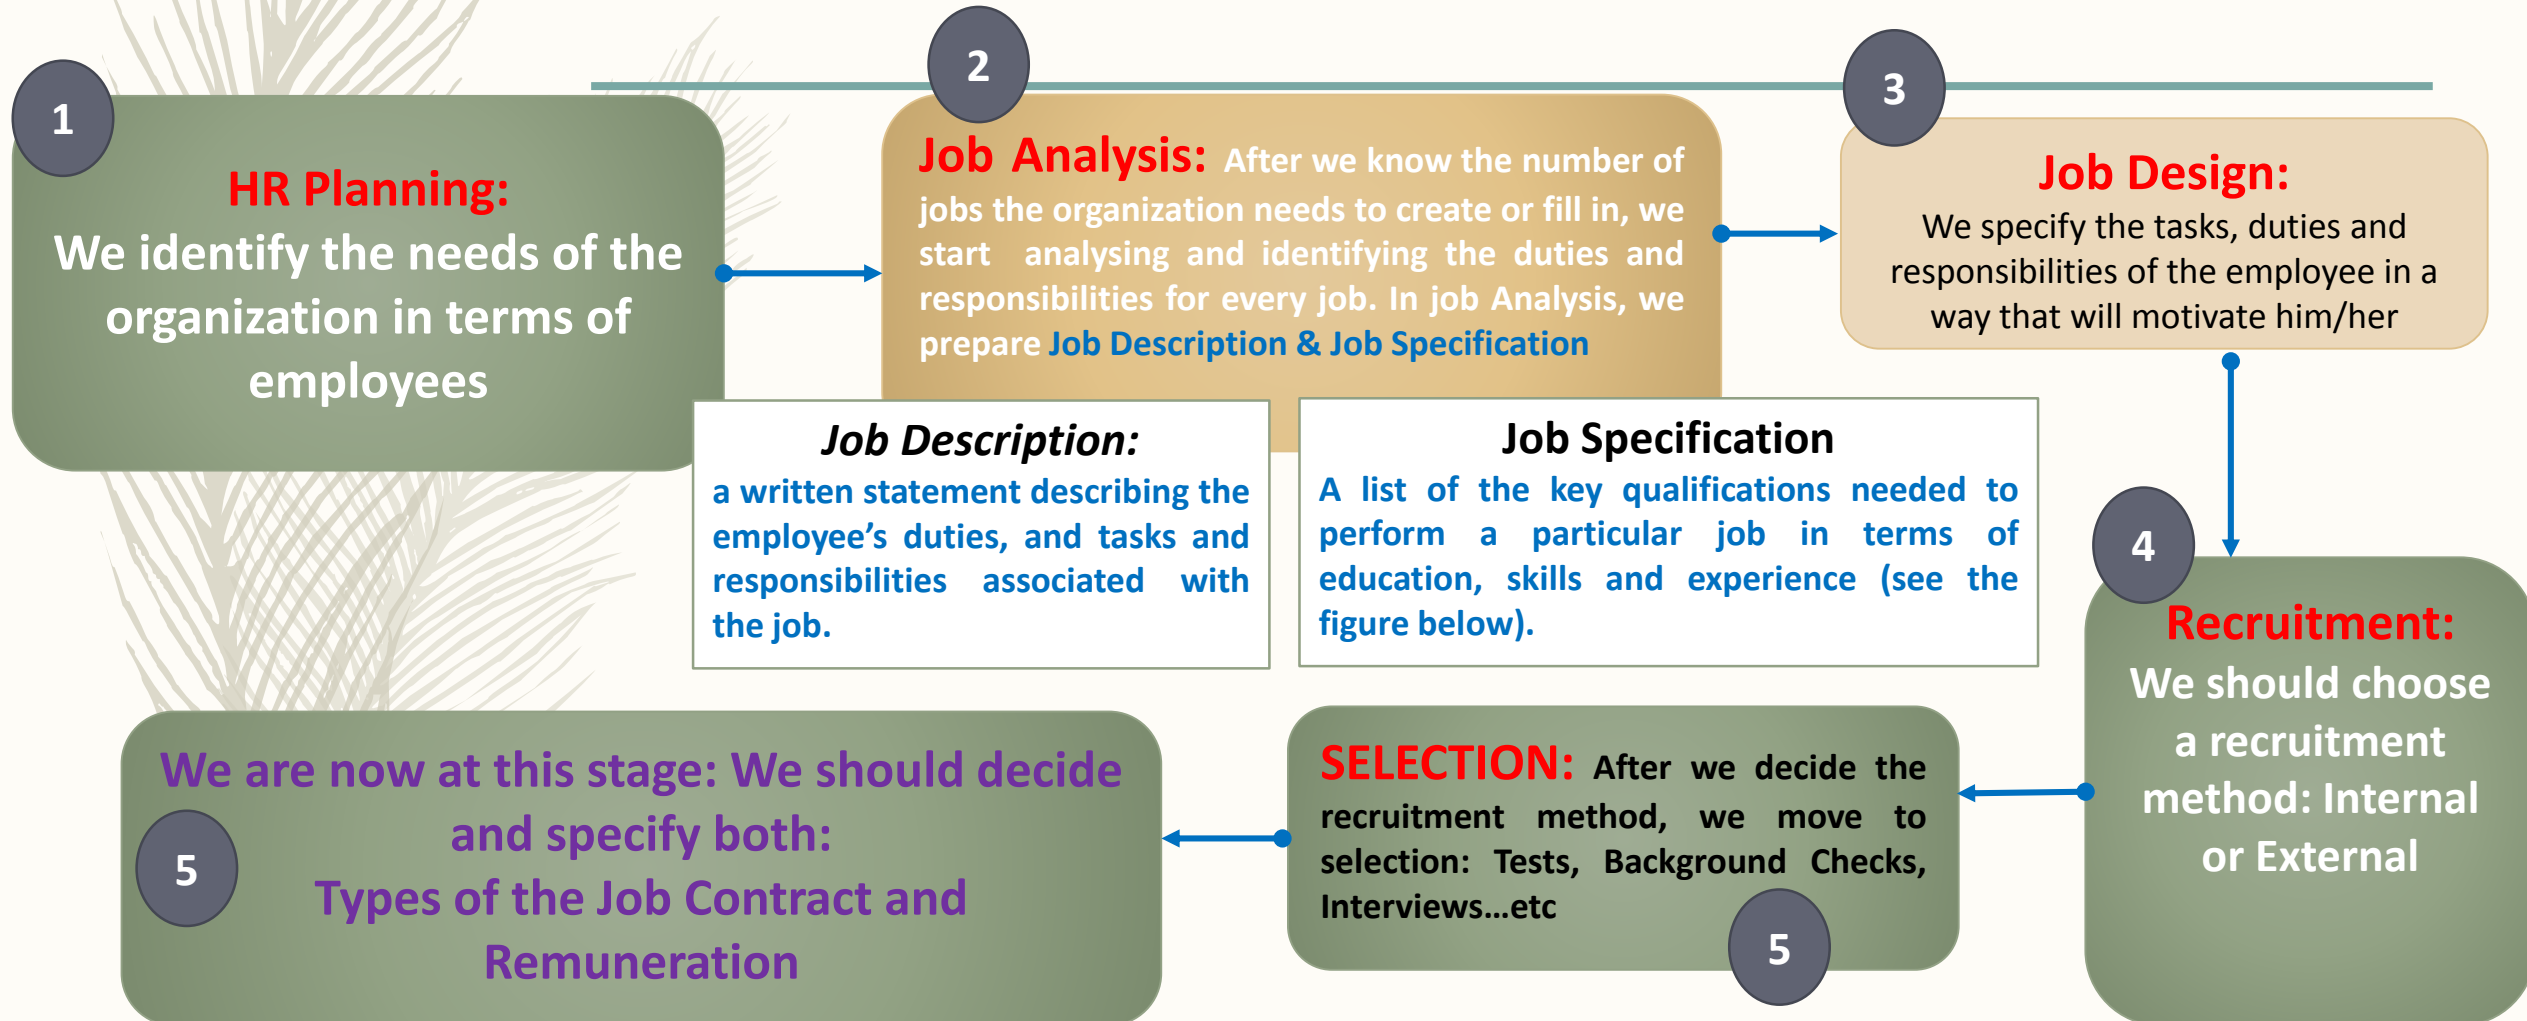 1
HR Planning:
We identify the needs of the
organization in terms of
employees
2
Job Analysis: After we know the number of
jobs the organization needs to create or fill in, we
start analysing and identifying the duties and
responsibilities for every job. In job Analysis, we
prepare Job Description & Job Specification
3
Job Design:
We specify the tasks, duties and
responsibilities of the employee in a
way that will motivate him/her
Job Description:
a written statement describing the
employee’s duties, and tasks and
responsibilities associated with
the job.
Job Specification
A list of the key qualifications needed to
perform a particular job in terms of
education, skills and experience (see the
figure below).
4
Recruitment:
We should choose
a recruitment
method: Internal
or External
SELECTION: After we decide the
recruitment method, we move to
selection: Tests, Background Checks,
Interviews...etc
5
We are now at this stage: We should decide
and specify both:
Types of the Job Contract and
Remuneration
5